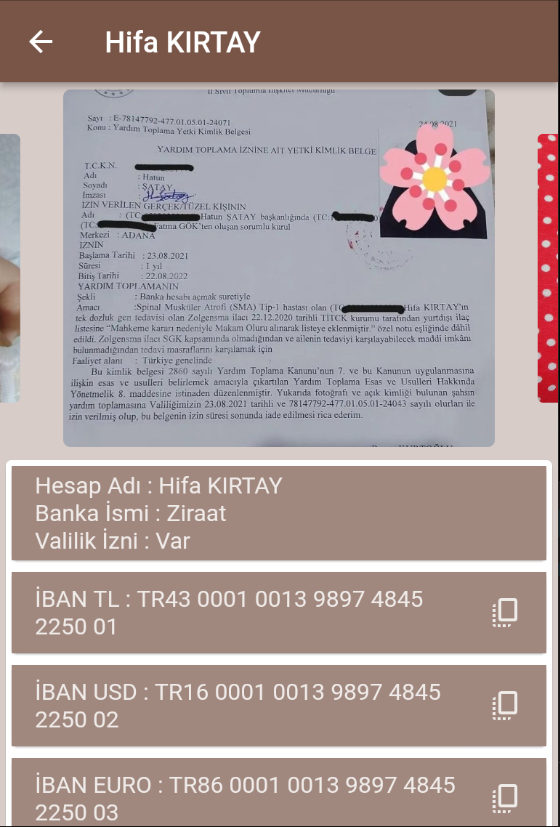 Hifa KIRTAY
İl Sivil Toplumla İlişkiler Müdürlüğü
Sayı : E-78147792-477.01.05.01-24071
24.08.2021
Konu : Yardım Toplama Yetki Kimlik Belgesi
YARDIM TOPLAMA İZNİNE AİT YETKİ KİMLİK BELGE
T.C.K.N.
Adı : Hatun
Soyadı : ŞATAY
İmzası :
İZİN VERİLEN GERÇEK/TÜZEL KİŞİNİN
Adı : (TC: Hatun ŞATAY başkanlığında (TC: )
(TC: Fatma GÖK'ten oluşan sorumlu kurul
Merkezi : ADANA
İZNİN
Başlama Tarihi : 23.08.2021
Süresi : 1 yıl
Bitiş Tarihi : 22.08.2022
YARDIM TOPLAMANIN
Şekli : Banka hesabı açmak suretiyle
Amacı :Spinal Musküler Atrofi (SMA) Tip-1 hastası olan (TC Hifa KIRTAY'ın
tek dozluk gen tedavisi olan Zolgensma ilacı 22.12.2020 tarihli TİTCK kurumu tarafından yurtdışı ilaç
listesine "Mahkeme kararı nedeniyle Makam Oluru alınarak listeye eklenmiştir." özel notu eşliğinde dâhil
edildi. Zolgensma ilacı SGK kapsamında olmadığından ve ailenin tedaviyi karşılayabilecek maddi imkânı
bulunmadığından tedavi masraflarını karşılamak için
Faaliyet alanı : Türkiye genelinde
Bu kimlik belgesi 2860 sayılı Yardım Toplama Kanunu'nun 7. ve bu Kanunun uygulanmasına
ilişkin esas ve usulleri belirlemek amacıyla çıkartılan Yardım Toplama Esas ve Usulleri Hakkında
Yönetmelik 8. maddesine istinaden düzenlenmiştir. Yukarıda fotoğrafı ve açık kimliği bulunan şahsın
yardım toplamasına Valiliğimizin 23.08.2021 tarihli ve 78147792-477.01.05.01-24043 sayılı olurları ile
izin verilmiş olup, bu belgenin izin süresi sonunda iade edilmesi rica ederim.
Hesap Adı : Hifa KIRTAY
Banka İsmi : Ziraat
Valilik İzni : Var
İBAN TL : TR43 0001 0013 9897 4845
2250 01
İBAN USD : TR16 0001 0013 9897 4845
2250 02
İBAN EURO : TR86 0001 0013 9897 4845
2250 03